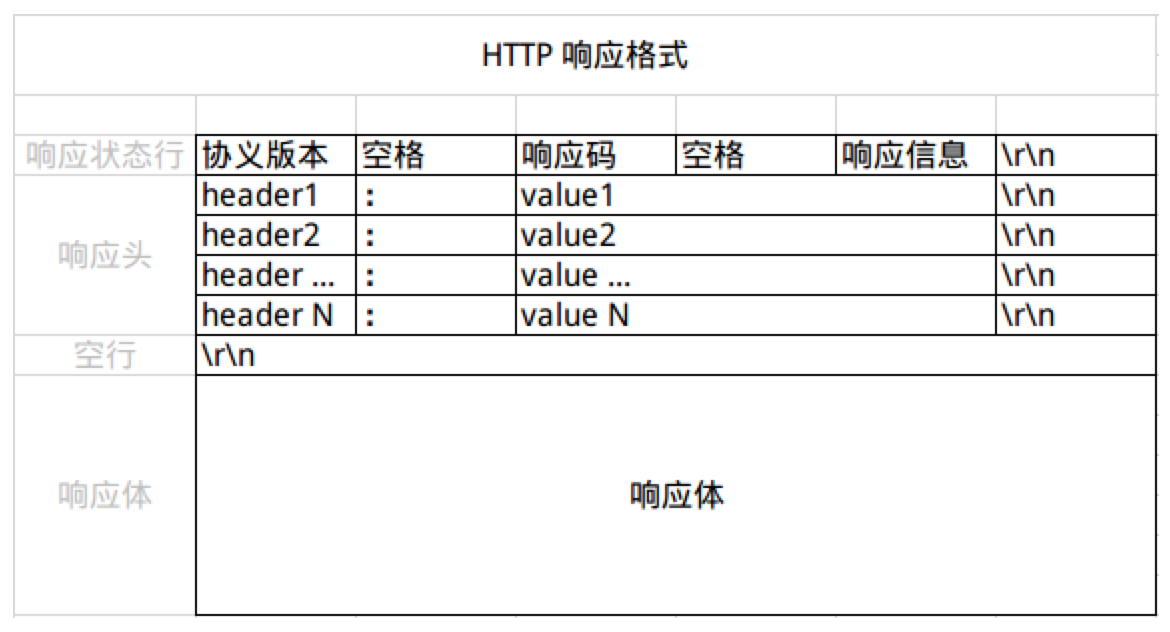 HTTP 响应格式
响应状态行 协义版本 空格 响应码 空格 响应信息 \r\n
header1 : value1 \r\n
响应头
header2 : value2 \r\n
header ... : value ... \r\n
header N : value N \r\n
空行 \r\n
响应体 响应体